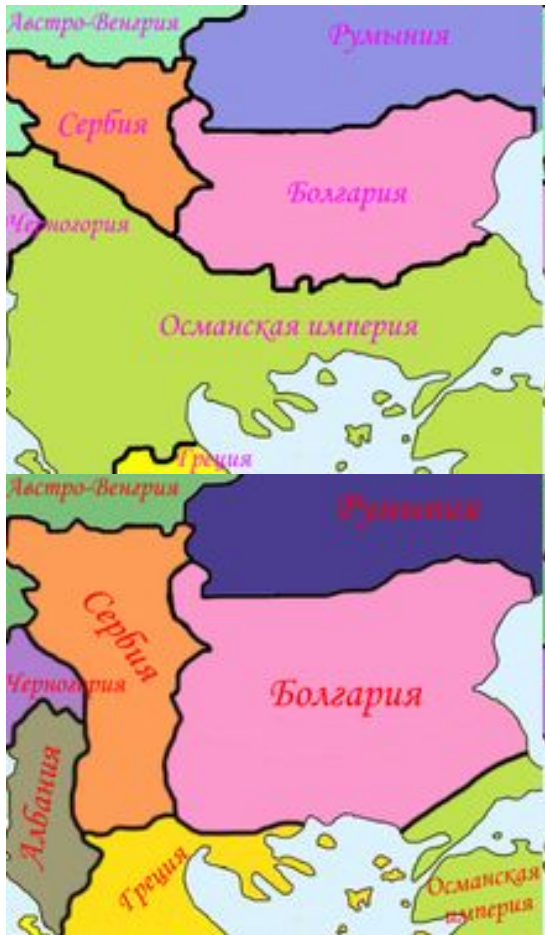 Австро-Венгрия
Румыния
Сербия
Болгария
Черногория
Османская империя
Греция
Австро-Венгрия
Румыния
Сербия
Черногория
Болгария
Албания
Греция
Османская
империя